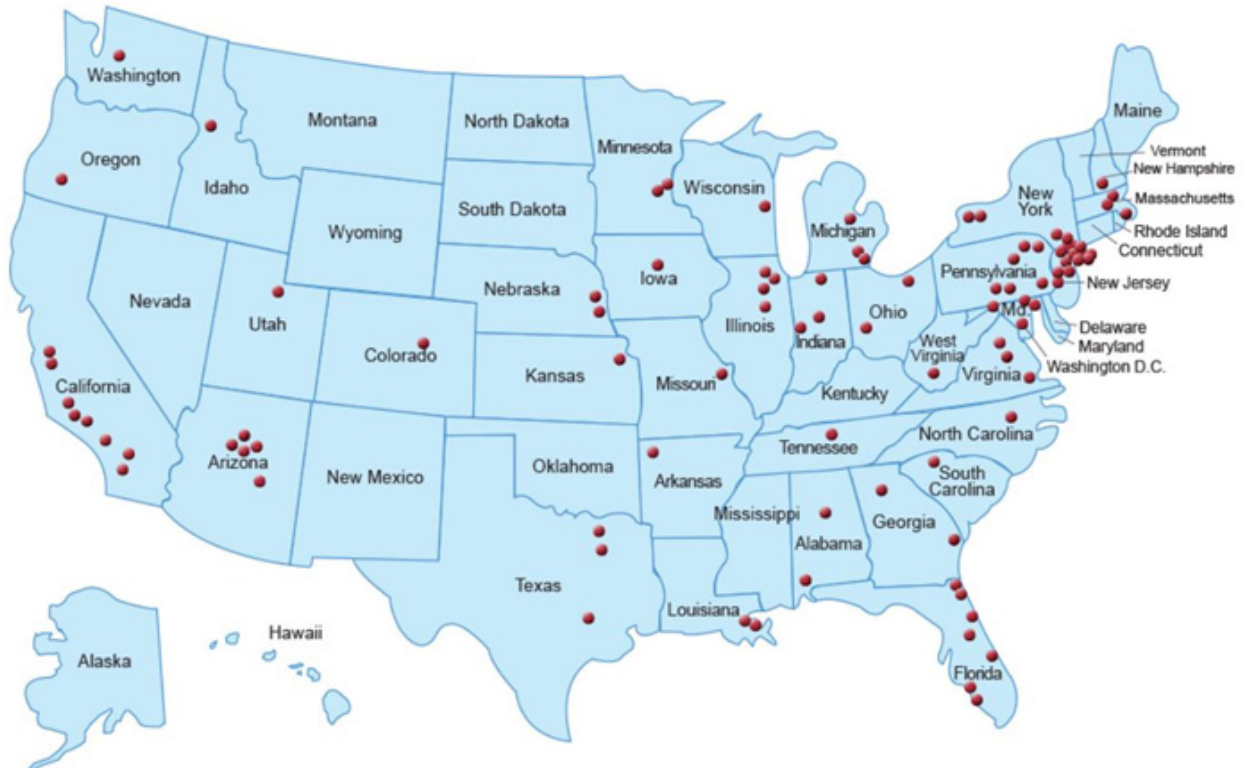 Washington
Montana
North Dakota
Minnesota
Maine
Oregon
Idaho
South Dakota
Wisconsin
Vermont
New Hampshire
Massachusetts
New
York
Wyoming
Michigan
Rhode Island
Connecticut
Nevada
Utah
Nebraska
Iowa
Pennsylvania
New Jersey
Illinois
Indiana
Ohio
Md.
Delaware
Maryland
Washington D.C.
California
Colorado
Kansas
Missouri
West
Virginia
Virginia
Kentucky
Arizona
New Mexico
Oklahoma
Arkansas
Tennessee
North Carolina
South
Carolina
Mississippi
Alabama
Georgia
Texas
Louisiana
Florida
Alaska
Hawaii